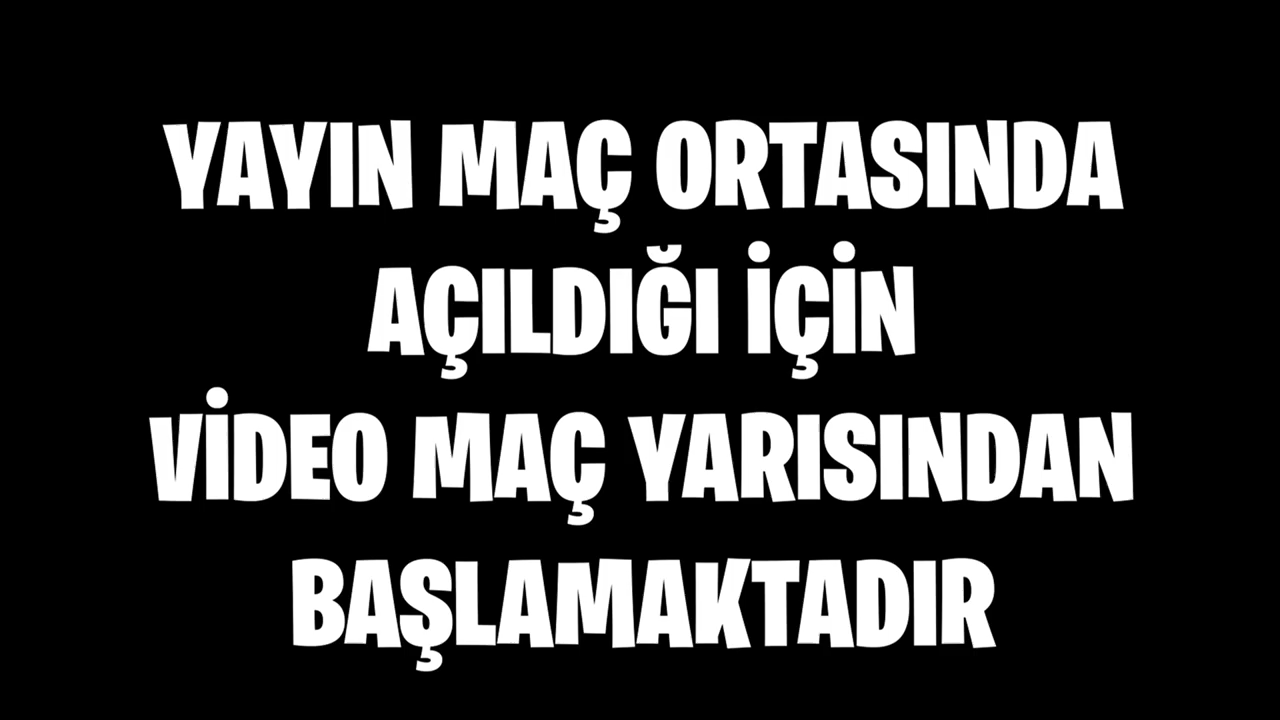 YAYIN MAÇ ORTASINDA
AÇILDIĞI İÇİN
VİDEO MAÇ YARISINDAN
BAŞLAMAKTADIR